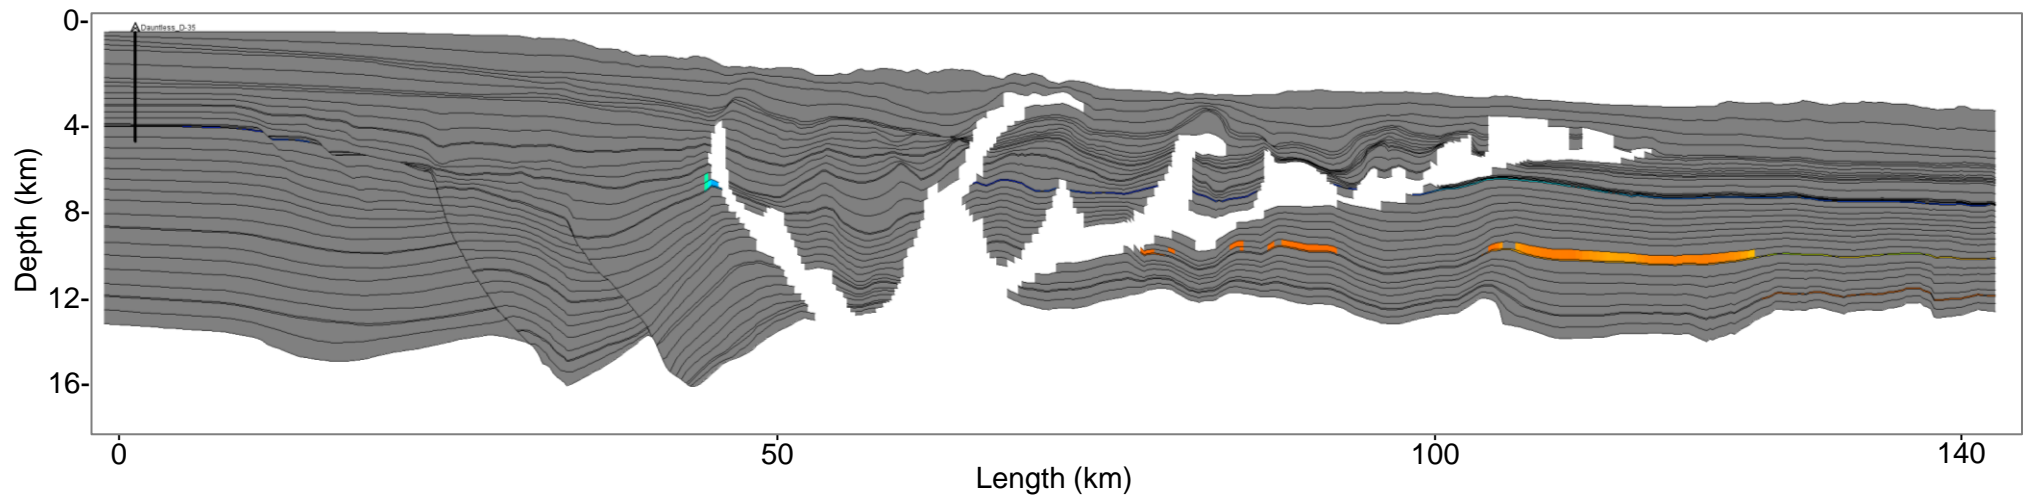 0-
Dauntless_D-35
4-
8-
12-
16-
Depth (km)
0 50 100 140
Length (km)